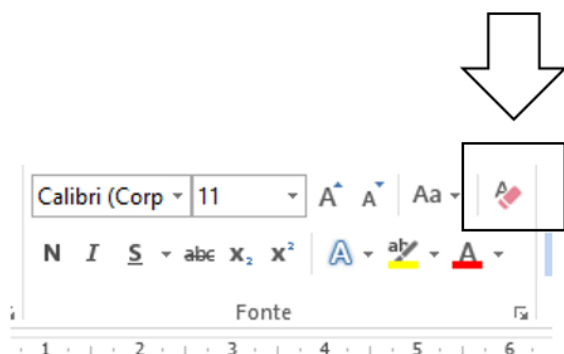 Calibri (Corp 11 A A Aa A
N I S abc X₂ X² A ab A
Fonte
1 2 3 4 5 6